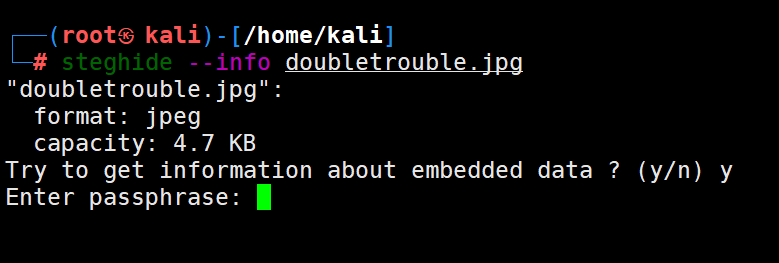 ┌──(root㉿ kali)-[/home/kali]
└─# steghide --info doubletrouble.jpg
"doubletrouble.jpg":
  format: jpeg
  capacity: 4.7 KB
Try to get information about embedded data ? (y/n) y
Enter passphrase: